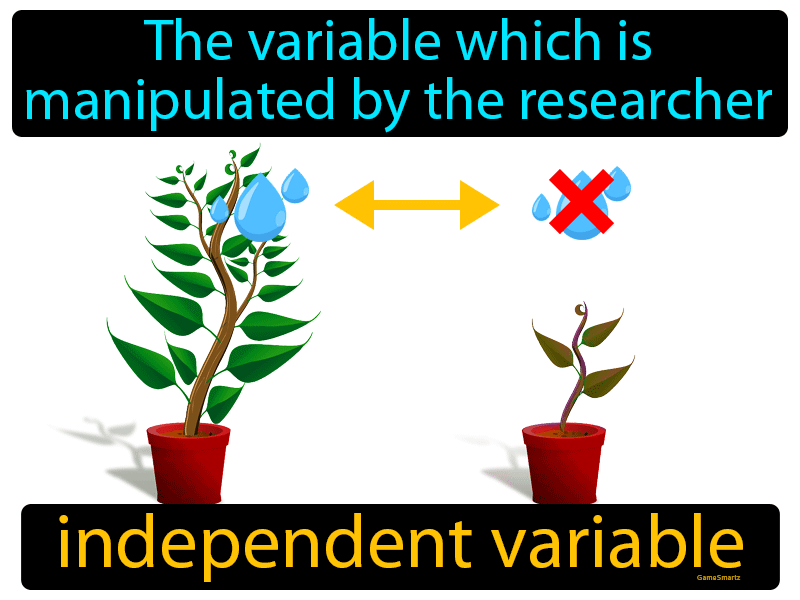 The variable which is
manipulated by the researcher
independent variable
GameSmartz